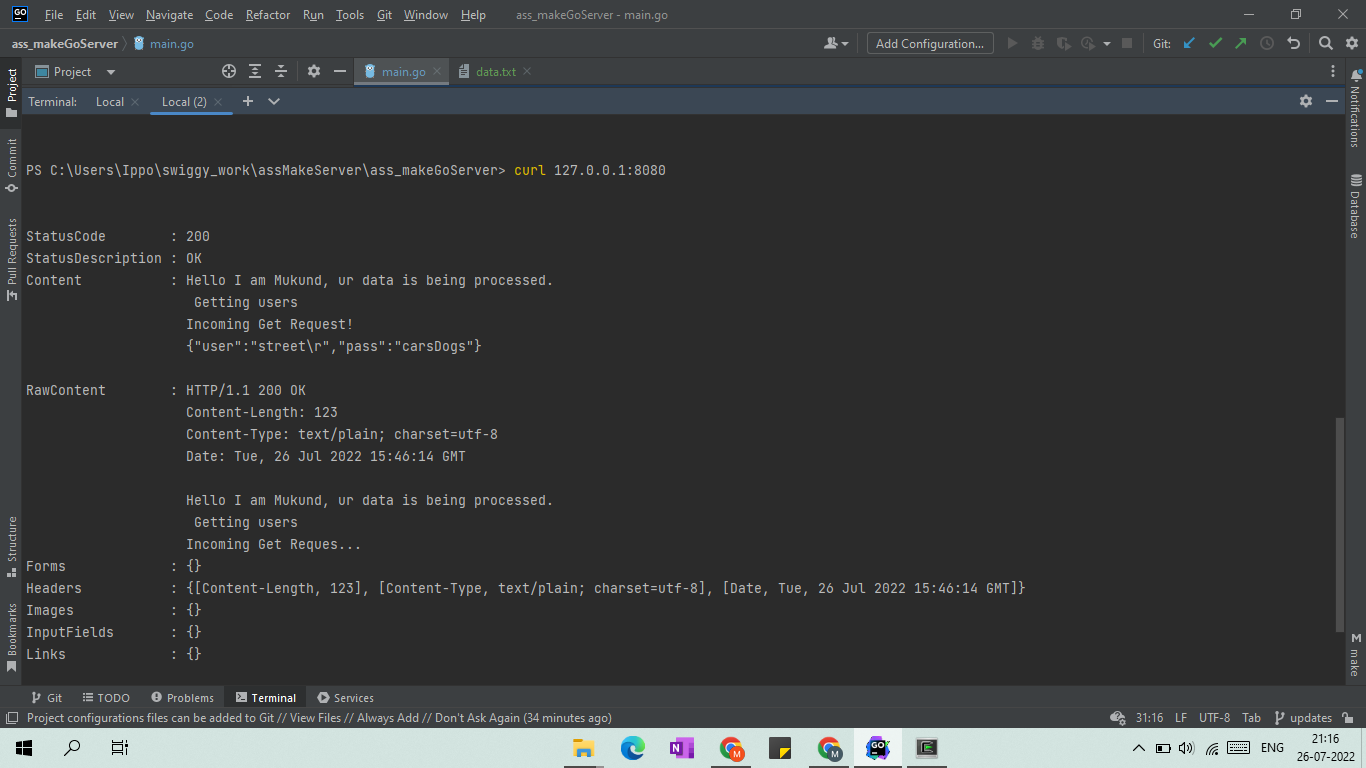 GO File Edit View Navigate Code Refactor Run Tools Git Window Help ass_makeGoServer - main.go
ass_makeGoServer main.go Add Configuration... Git:
Project main.go data.txt
Terminal: Local Local (2)
PS C:\Users\Ippo\swiggy_work\assMakeServer\ass_makeGoServer> curl 127.0.0.1:8080
StatusCode        : 200
StatusDescription : OK
Content           : Hello I am Mukund, ur data is being processed.
                     Getting users
                    Incoming Get Request!
                    {"user":"street\r","pass":"carsDogs"}
RawContent        : HTTP/1.1 200 OK
                    Content-Length: 123
                    Content-Type: text/plain; charset=utf-8
                    Date: Tue, 26 Jul 2022 15:46:14 GMT
                    Hello I am Mukund, ur data is being processed.
                     Getting users
                    Incoming Get Reques...
Forms             : {}
Headers           : {[Content-Length, 123], [Content-Type, text/plain; charset=utf-8], [Date, Tue, 26 Jul 2022 15:46:14 GMT]}
Images            : {}
InputFields       : {}
Links             : {}
Project
Commit
Pull Requests
Structure
Bookmarks
Notifications
Database
M make
Git TODO Problems Terminal Services
Project configurations files can be added to Git // View Files // Always Add // Don't Ask Again (34 minutes ago) 31:16 LF UTF-8 Tab updates
N M M GO ENG 21:16
26-07-2022